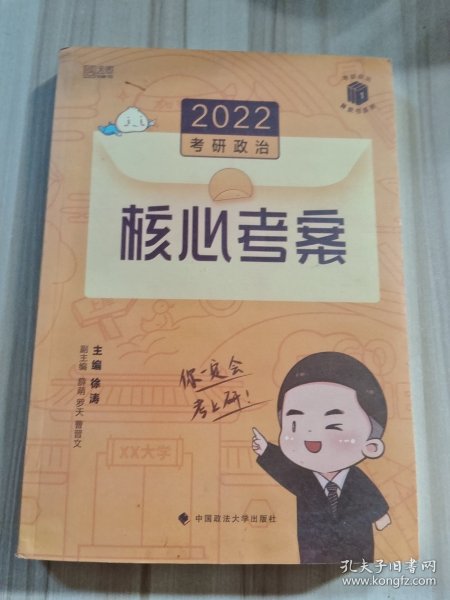 2022
考研政治
核心考案
主编 徐涛
副主编 薛萌 罗天 曹晋文
你一定会
考上研!
XX大学
中国政法大学出版社
孔夫子旧书网
www.kongfz.com